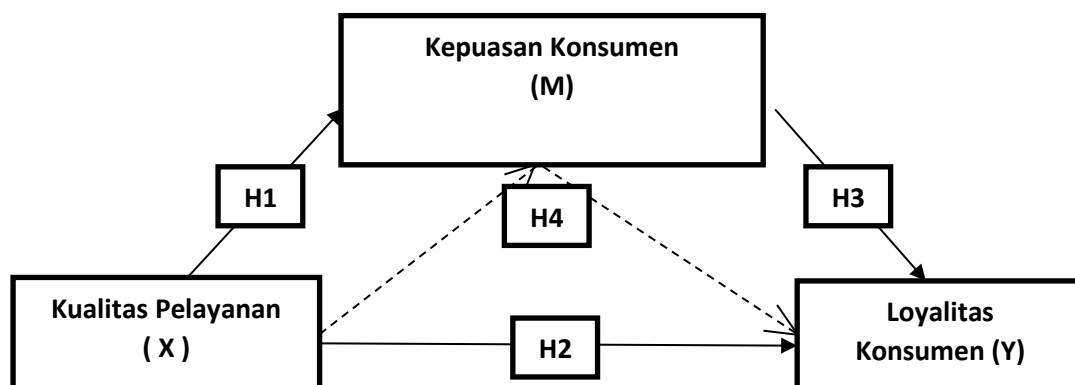 Kepuasan Konsumen
(M)
H1
H4
H3
Kualitas Pelayanan
( X )
H2
Loyalitas
Konsumen (Y)